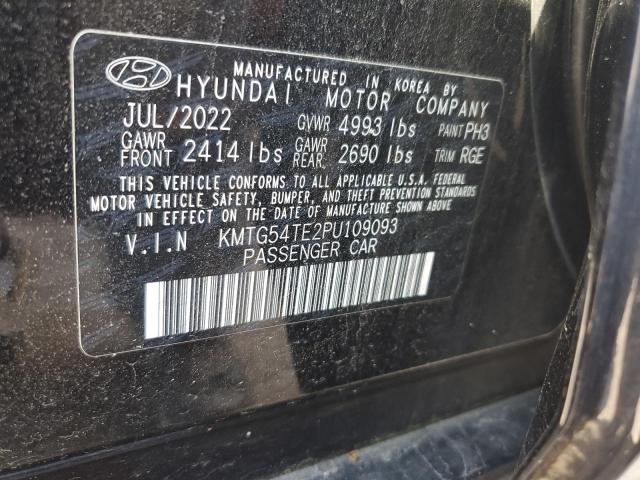 MANUFACTURED IN KOREA BY
HYUNDAI MOTOR COMPANY
JUL/2022 GVWR 4993 lbs PAINT PH3
GAWR FRONT 2414 lbs GAWR REAR. 2690 lbs TRIM RGE
THIS VEHICLE CONFORMS TO ALL APPLICABLE U.S.A. FEDERAL
MOTOR VEHICLE SAFETY, BUMPER, AND THEFT PREVENTION STANDARDS
IN EFFECT ON THE DATE OF MANUFACTURE SHOWN ABOVE
V.I.N KMTG54TE2PU109093
PASSENGER CAR